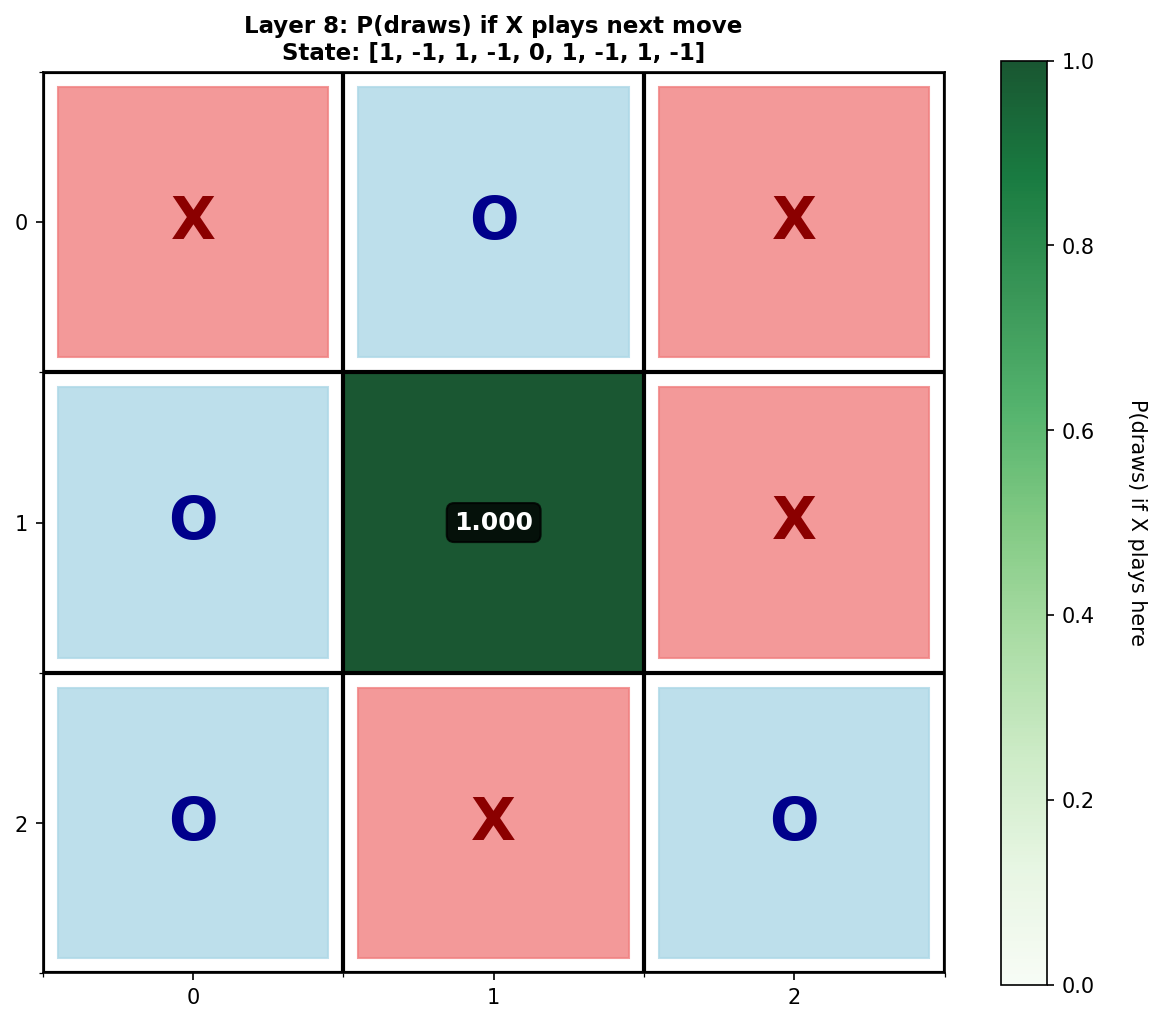 Layer 8: P(draws) if X plays next move
State: [1, -1, 1, -1, 0, 1, -1, 1, -1]
1.0
0.8
0.6
0.4
0.2
0.0
P(draws) if X plays here
0
X
O
X
1
O
1.000
X
2
O
X
O
0
1
2